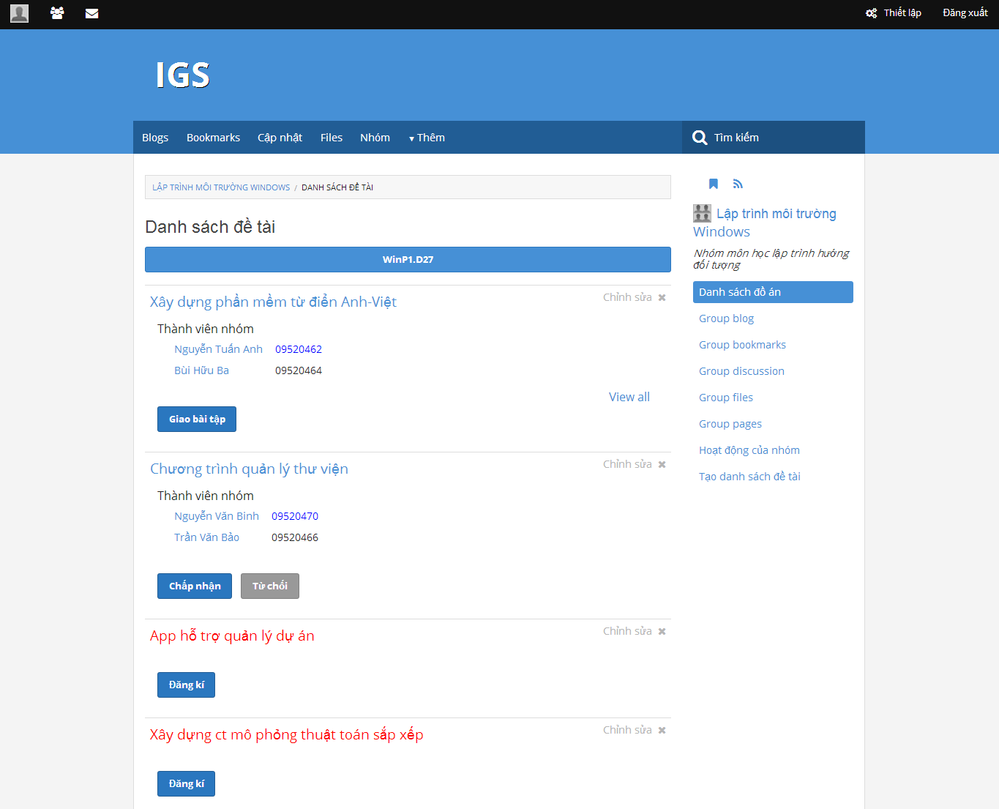 Thiết lập
Đăng xuất
IGS
Blogs
Bookmarks
Cập nhật
Files
Nhóm
▼ Thêm
Tìm kiếm
LẬP TRÌNH MÔI TRƯỜNG WINDOWS / DANH SÁCH ĐỀ TÀI
Danh sách đề tài
WinP1.D27
Xây dựng phần mềm từ điển Anh-Việt
Chỉnh sửa
Thành viên nhóm
Nguyễn Tuấn Anh 09520462
Bùi Hữu Ba 09520464
View all
Giao bài tập
Chương trình quản lý thư viện
Chỉnh sửa
Thành viên nhóm
Nguyễn Văn Binh 09520470
Trần Văn Bảo 09520466
Chấp nhận
Từ chối
App hỗ trợ quản lý dự án
Chỉnh sửa
Đăng kí
Xây dựng ct mô phỏng thuật toán sắp xếp
Chỉnh sửa
Đăng kí
Lập trình môi trường
Windows
Nhóm môn học lập trình hướng
đối tượng
Danh sách đồ án
Group blog
Group bookmarks
Group discussion
Group files
Group pages
Hoạt động của nhóm
Tạo danh sách đề tài